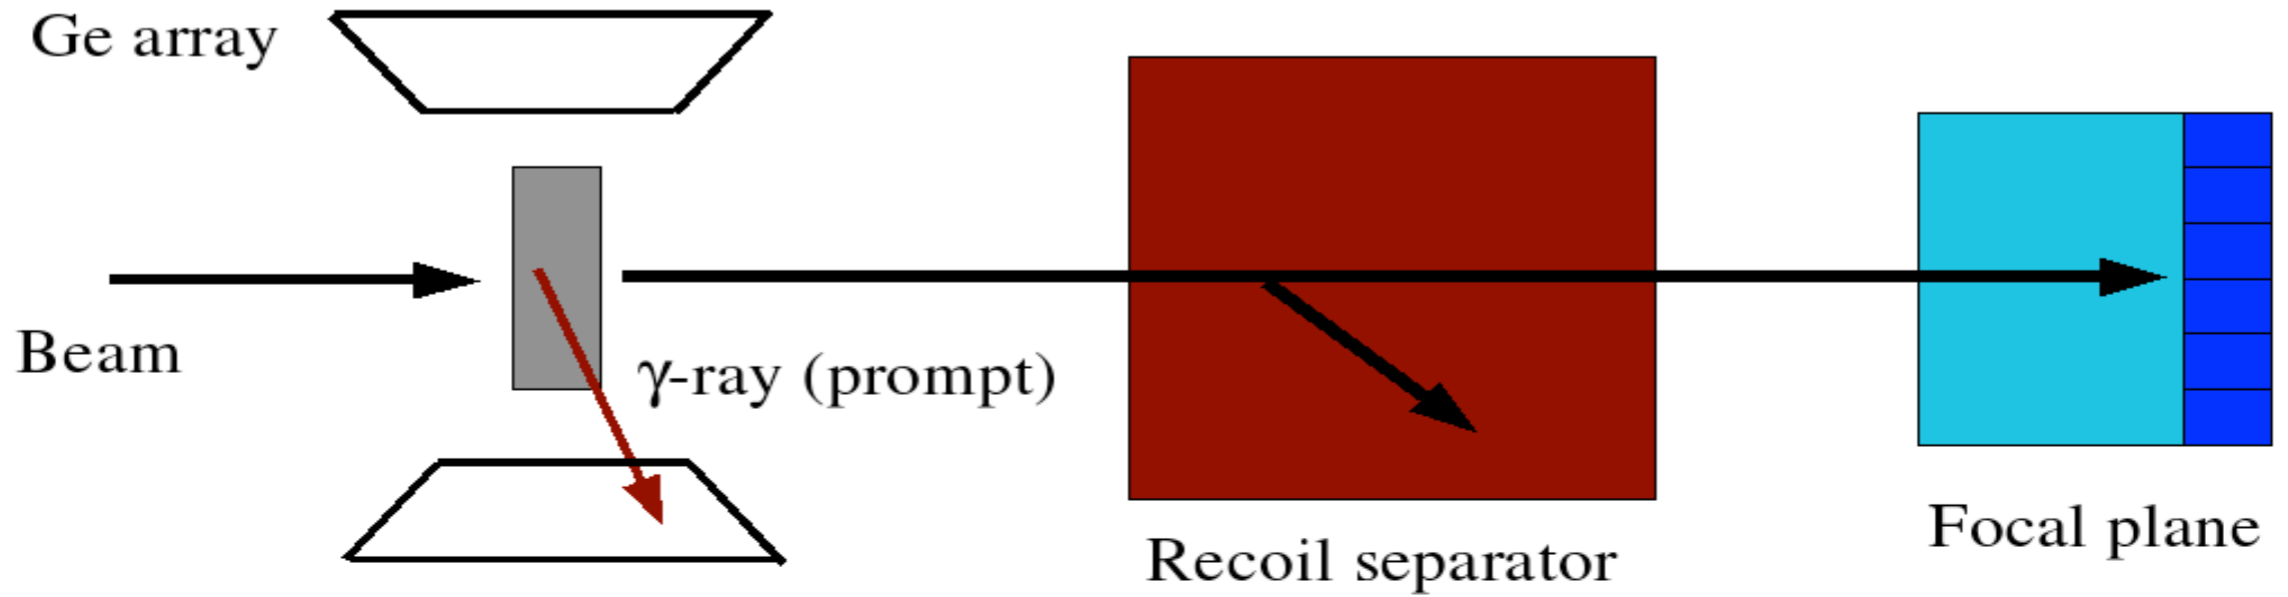 Ge array
Beam
γ-ray (prompt)
Recoil separator
Focal plane